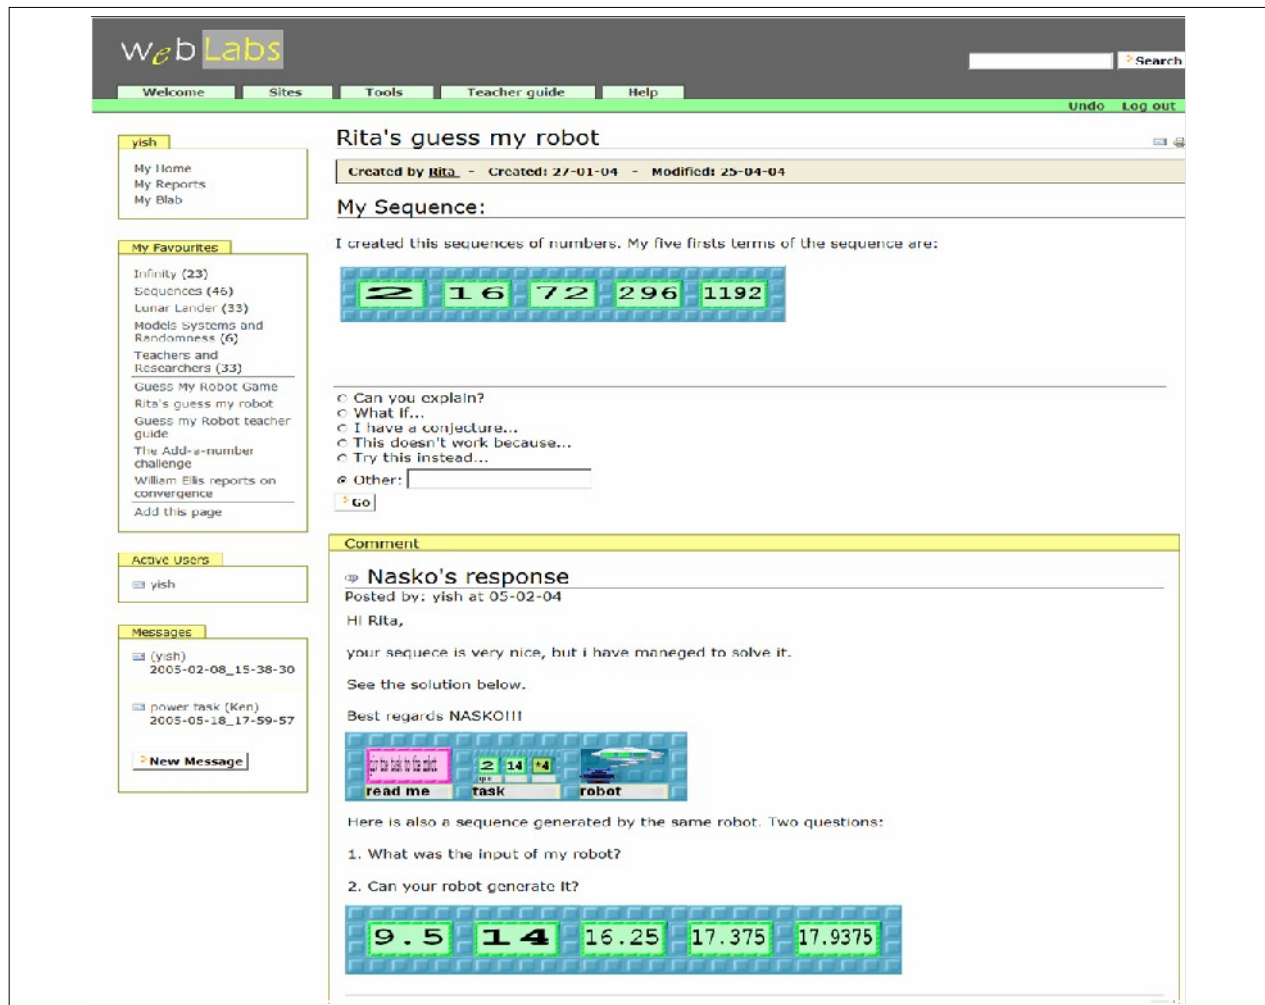 web Labs
Search
Welcome Sites Tools Teacher guide Help
Undo Log out
yish
My Home
My Reports
My Blab
My Favourites
Infinity (23)
Sequences (46)
Lunar Lander (33)
Models Systems and
Randomness (6)
Teachers and
Researchers (33)
Guess My Robot Game
Rita's guess my robot
Guess my Robot teacher
guide
The Add-a-number
challenge
William Ellis reports on
convergence
Add this page
Active Users
yish
Messages
(yish)
2005-02-08_15-38-30
power task (Ken)
2005-05-18_17-59-57
New Message
Rita's guess my robot
Created by Rita - Created: 27-01-04 - Modified: 25-04-04
My Sequence:
I created this sequences of numbers. My five firsts terms of the sequence are:
2 16 72 296 1192
Can you explain?
What if...
I have a conjecture...
This doesn't work because...
Try this instead...
Other:
Go
Comment
Nasko's response
Posted by: yish at 05-02-04
Hi Rita,
your sequece is very nice, but i have maneged to solve it.
See the solution below.
Best regards NASKO!!!
2 14 *4
read me task robot
Here is also a sequence generated by the same robot. Two questions:
1. What was the input of my robot?
2. Can your robot generate It?
9.5 14 16.25 17.375 17.9375